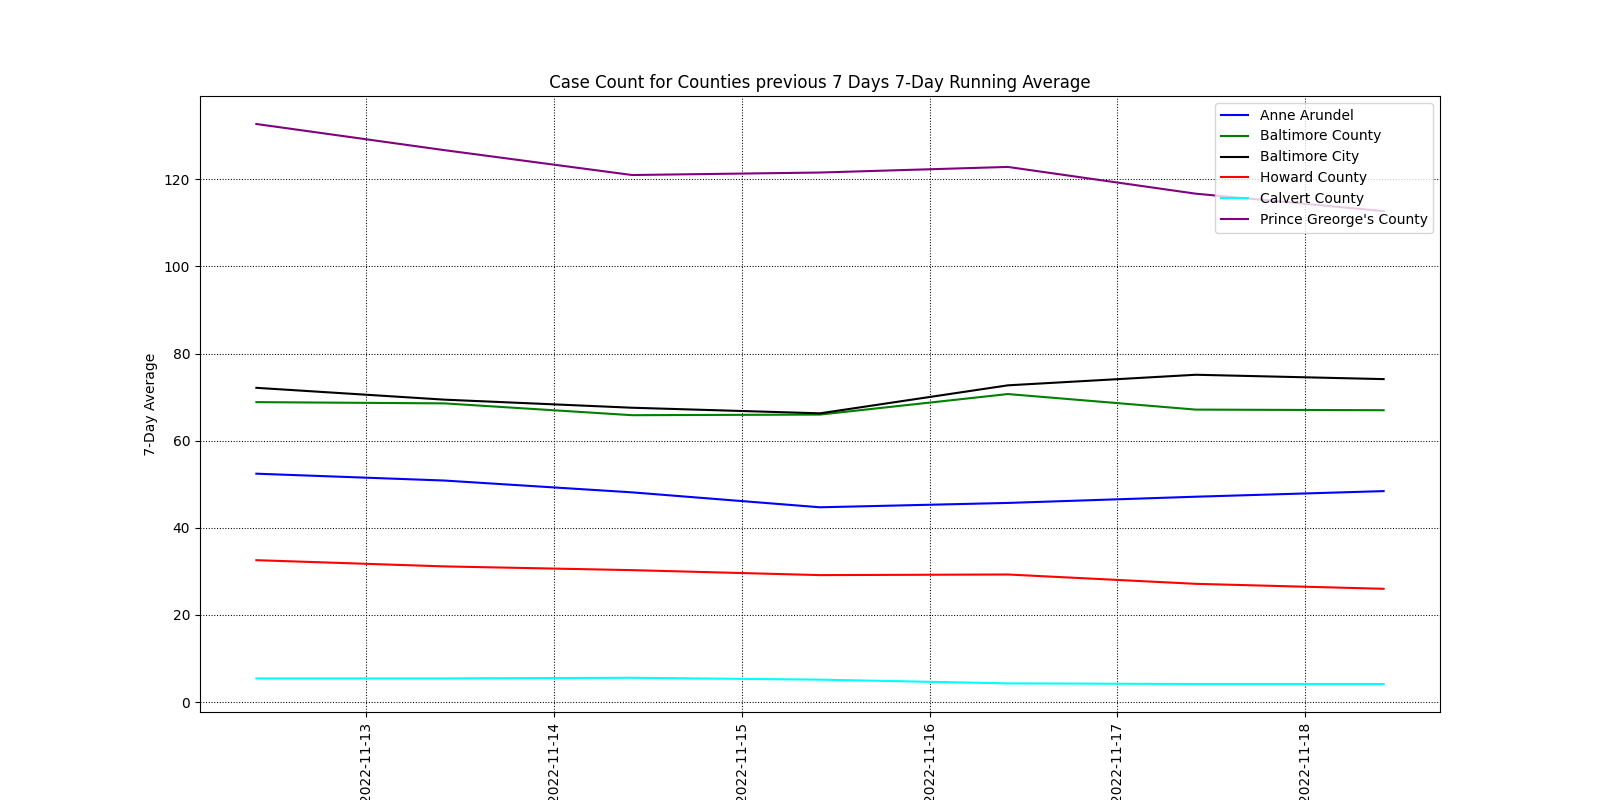 Case Count for Counties previous 7 Days 7-Day Running Average
Anne Arundel
Baltimore County
Baltimore City
Howard County
Calvert County
Prince Greorge's County
7-Day Average
120
100
80
60
40
20
0
2022-11-13
2022-11-14
2022-11-15
2022-11-16
2022-11-17
2022-11-18